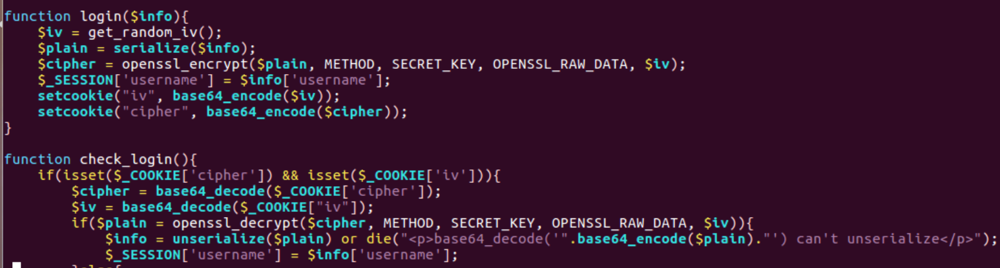 function login($info){
    $iv = get_random_iv();
    $plain = serialize($info);
    $cipher = openssl_encrypt($plain, METHOD, SECRET_KEY, OPENSSL_RAW_DATA, $iv);
    $_SESSION['username'] = $info['username'];
    setcookie("iv", base64_encode($iv));
    setcookie("cipher", base64_encode($cipher));
}

function check_login(){
    if(isset($_COOKIE['cipher']) && isset($_COOKIE['iv'])){
        $cipher = base64_decode($_COOKIE['cipher']);
        $iv = base64_decode($_COOKIE["iv"]);
        if($plain = openssl_decrypt($cipher, METHOD, SECRET_KEY, OPENSSL_RAW_DATA, $iv)){
            $info = unserialize($plain) or die("<p>base64_decode('".base64_encode($plain)."') can't unserialize</p>");
            $_SESSION['username'] = $info['username'];
        }else{